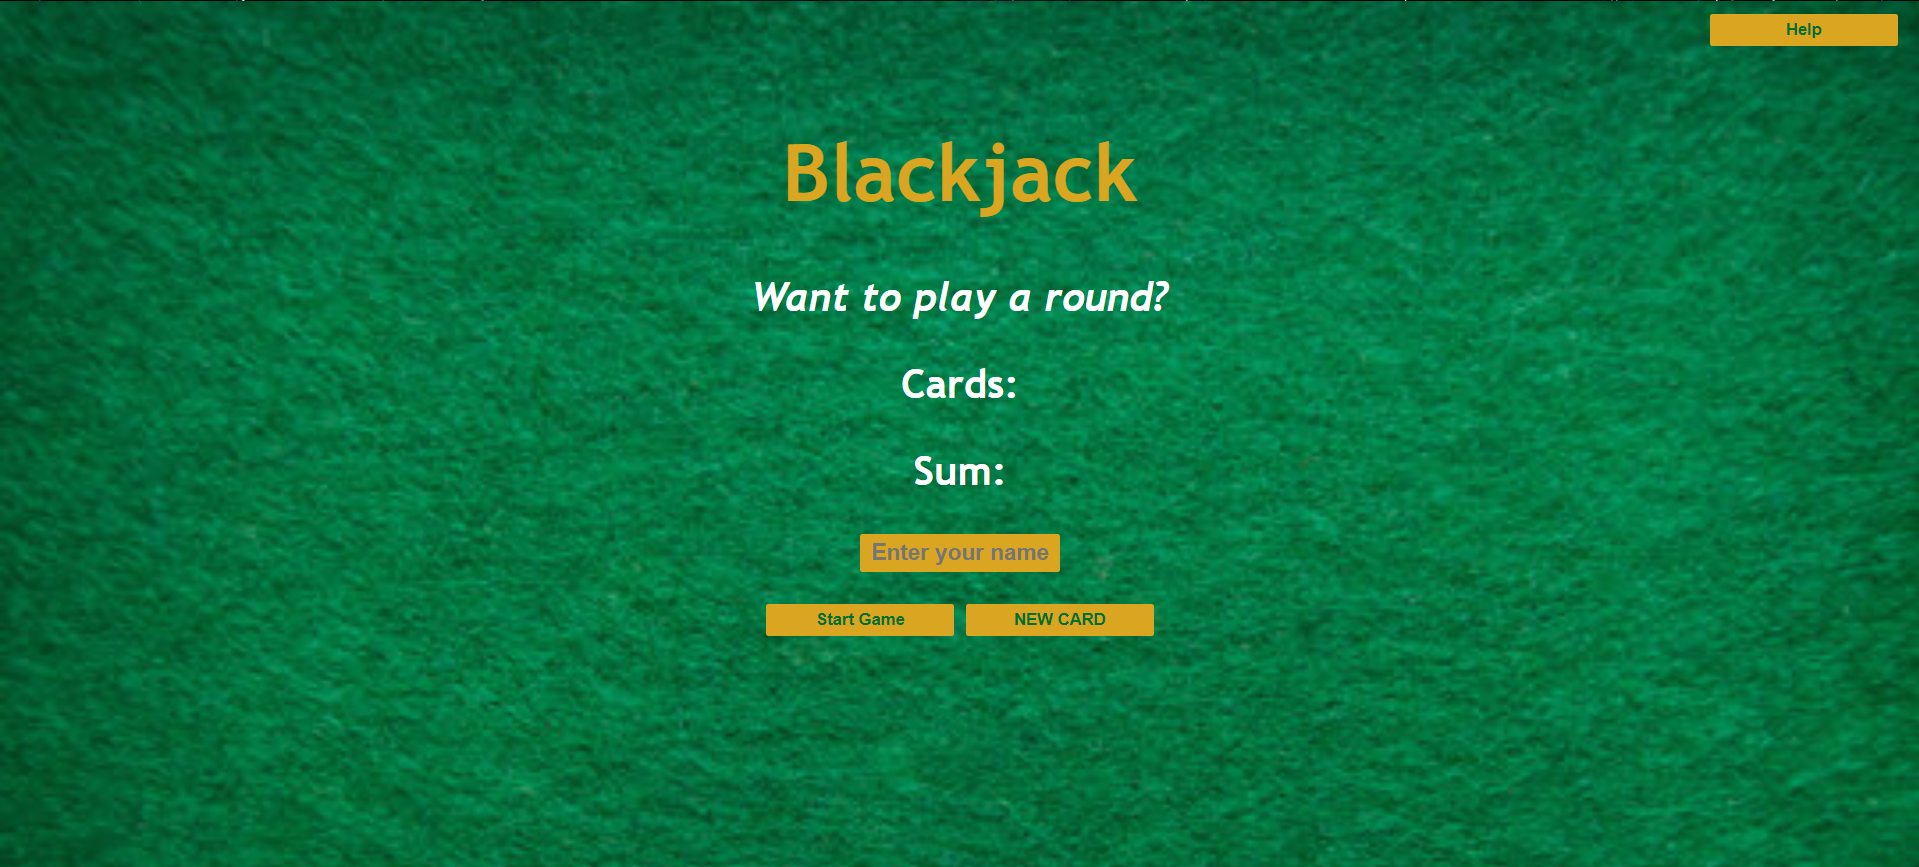 Help
Blackjack
Want to play a round?
Cards:
Sum:
Enter your name
Start Game
NEW CARD